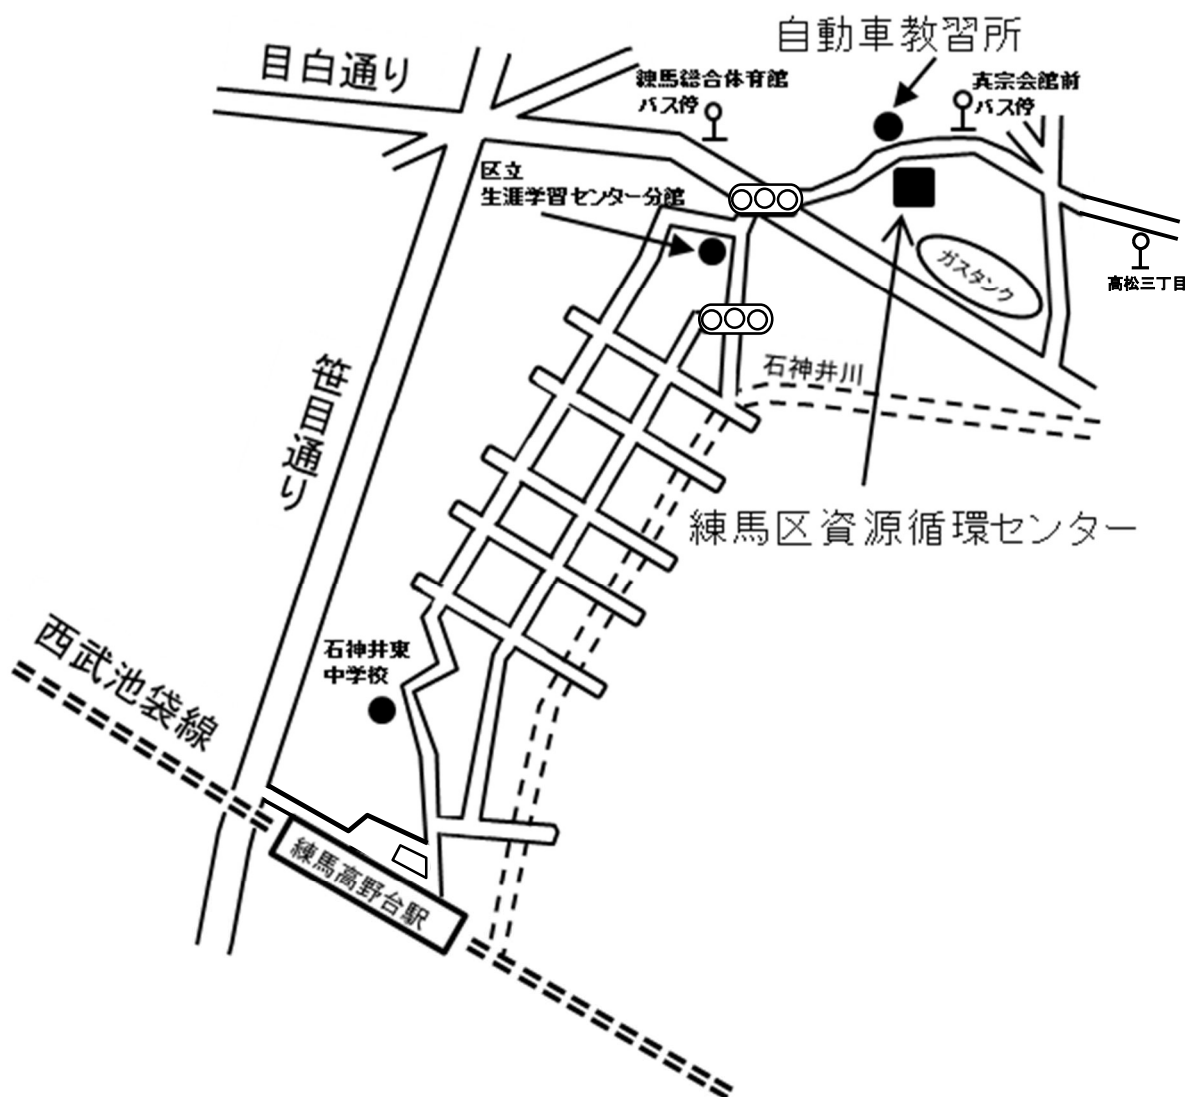 自動車教習所
目白通り
練馬総合体育館
バス停
真宗会館前
バス停
区立
生涯学習センター分館
ガスタンク
高松三丁目
石神井川
笹目通り
練馬区資源循環センター
石神井東
中学校
西武池袋線
練馬高野台駅